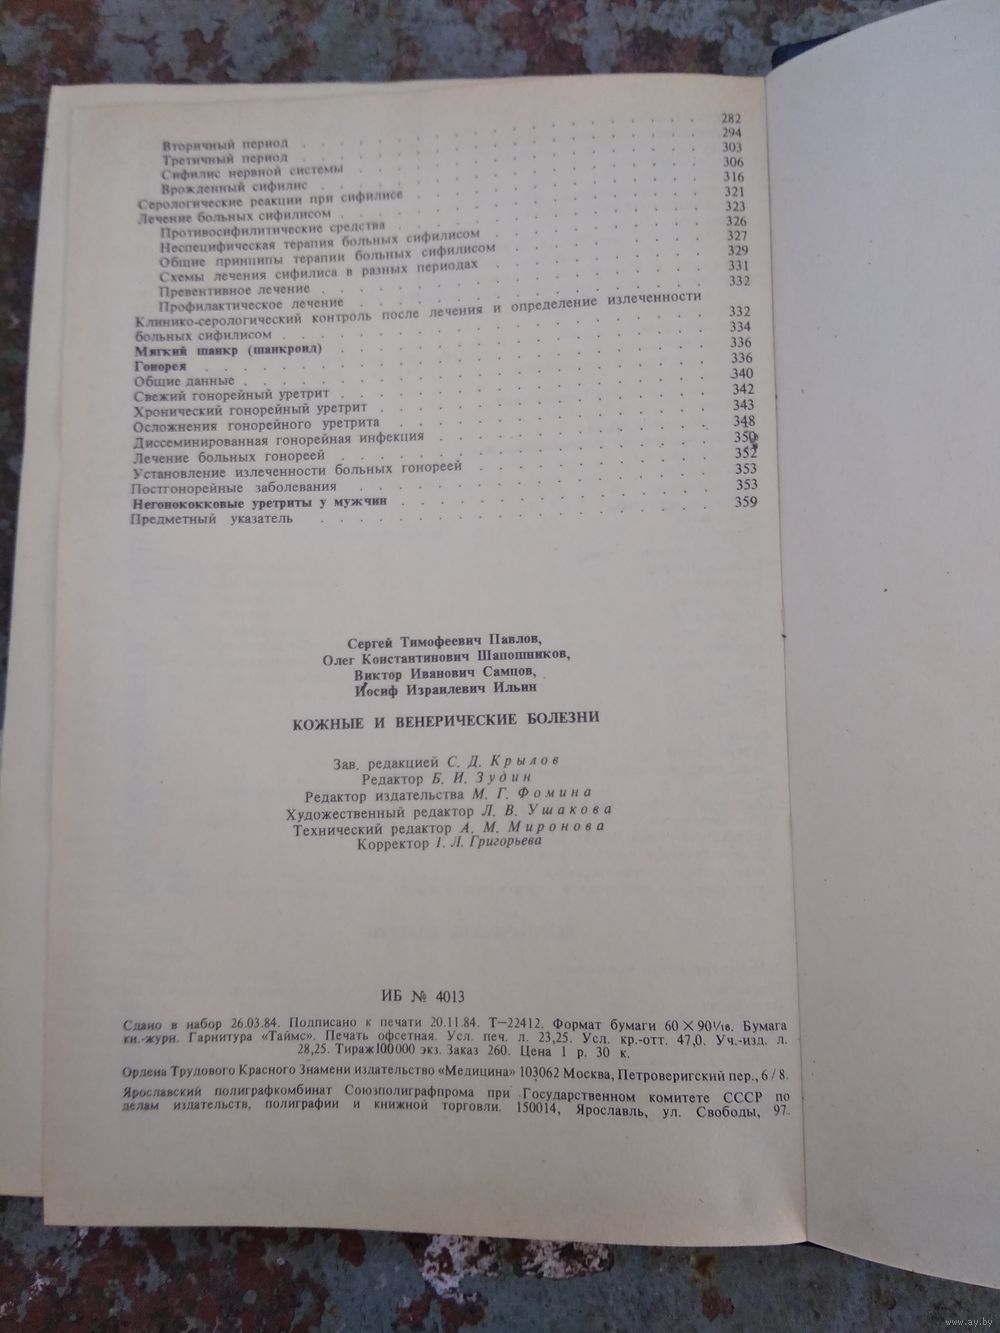 Вторичный период . . . 282
Третичный период . . . 294
Сифилис нервной системы . . . 303
Врожденный сифилис . . . 306
Серологические реакции при сифилисе . . . 316
Лечение больных сифилисом . . . 321
Противосифилитические средства . . . 323
Неспецифическая терапия больных сифилисом . . . 326
Общие принципы терапии больных сифилисом . . . 327
Схемы лечения сифилиса в разных периодах . . . 329
Превентивное лечение . . . 331
Профилактическое лечение . . . 332
Клинико-серологический контроль после лечения и определение излеченности
больных сифилисом . . . 332
Мягкий шанкр (шанкроид) . . . 334
Гонорея . . . 336
Общие данные . . . 336
Свежий гонорейный уретрит . . . 340
Хронический гонорейный уретрит . . . 342
Осложнения гонорейного уретрита . . . 343
Диссеминированная гонорейная инфекция . . . 348
Лечение больных гонореей . . . 350
Установление излеченности больных гонореей . . . 352
Постгонорейные заболевания . . . 353
Негонококковые уретриты у мужчин . . . 353
Предметный указатель . . . 359
Сергей Тимофеевич Павлов,
Олег Константинович Шапошников,
Виктор Иванович Самцов,
Иосиф Израилевич Ильин
КОЖНЫЕ И ВЕНЕРИЧЕСКИЕ БОЛЕЗНИ
Зав. редакцией С. Д. Крылов
Редактор Б. И. Зудин
Редактор издательства М. Г. Фомина
Художественный редактор Л. В. Ушакова
Технический редактор А. М. Миронова
Корректор Л. Григорьева
ИБ № 4013
Сдано в набор 26.03.84. Подписано к печати 20.11.84. Т—22412. Формат бумаги 60×90 1/16. Бумага
кн.-журн. Гарнитура «Таймс». Печать офсетная. Усл. печ. л. 23,25. Усл. кр.-отт. 47,0. Уч.-изд. л.
28,25. Тираж 100 000 экз. Заказ 260. Цена 1 р. 30 к.
Ордена Трудового Красного Знамени издательство «Медицина» 103062 Москва, Петроверигский пер., 6/8.
Ярославский полиграфкомбинат Союзполиграфпрома при Государственном комитете СССР по
делам издательств, полиграфии и книжной торговли. 150014, Ярославль, ул. Свободы, 97.
www.ay.by